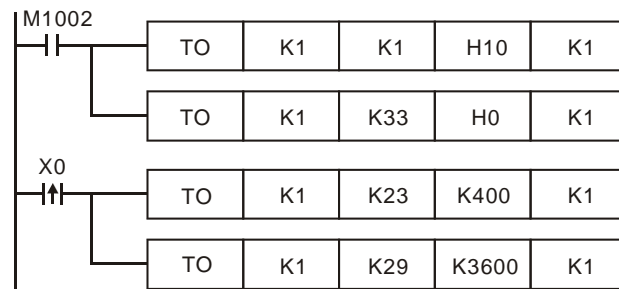 M1002
TO K1 K1 H10 K1
TO K1 K33 H0 K1
X0
TO K1 K23 K400 K1
TO K1 K29 K3600 K1